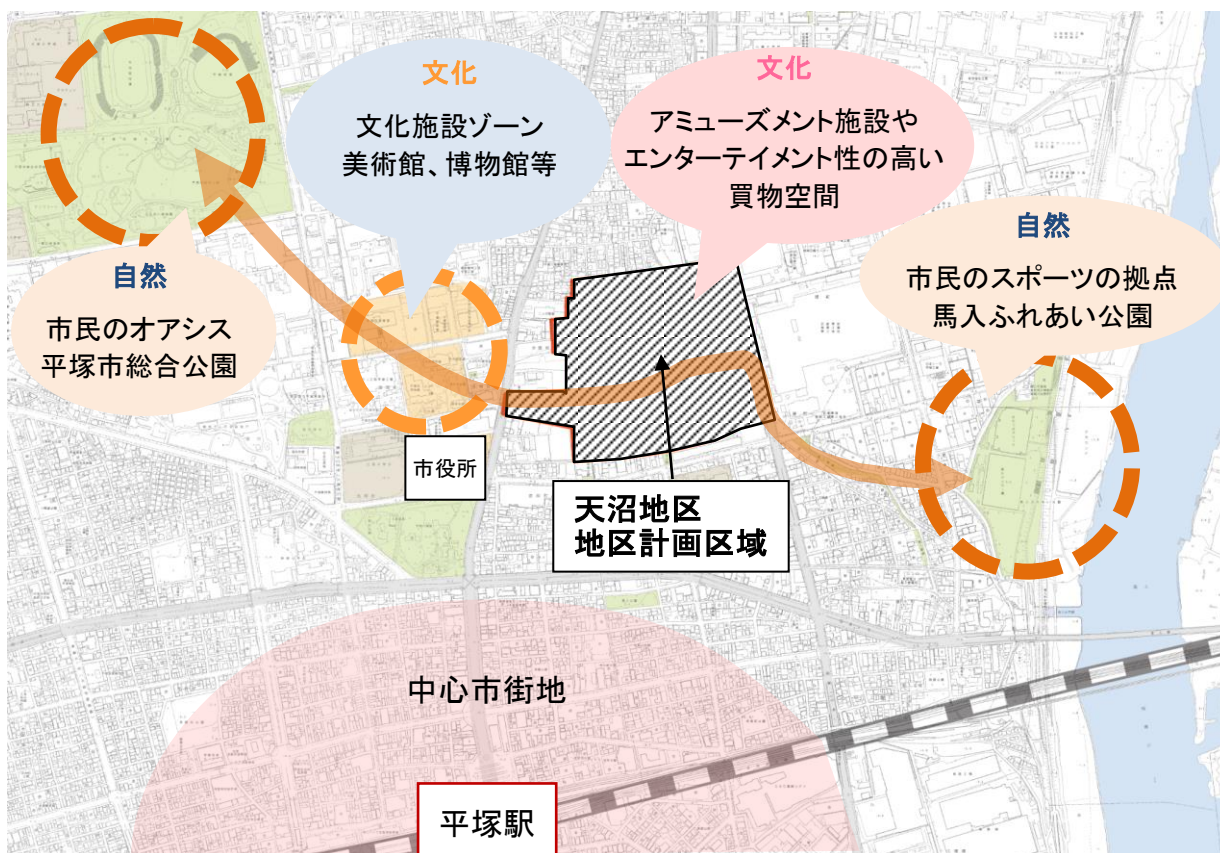 文化
文化施設ゾーン
美術館、博物館等
文化
アミューズメント施設や
エンターテイメント性の高い
買物空間
自然
市民のオアシス
平塚市総合公園
自然
市民のスポーツの拠点
馬入ふれあい公園
市役所
天沼地区
地区計画区域
中心市街地
平塚駅